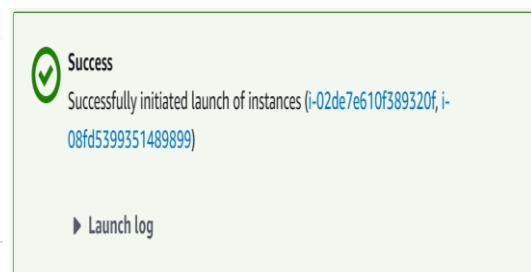 Success
Successfully initiated launch of instances (i-02de7e610f389320f, i-
08fd5399351489899)
Launch log